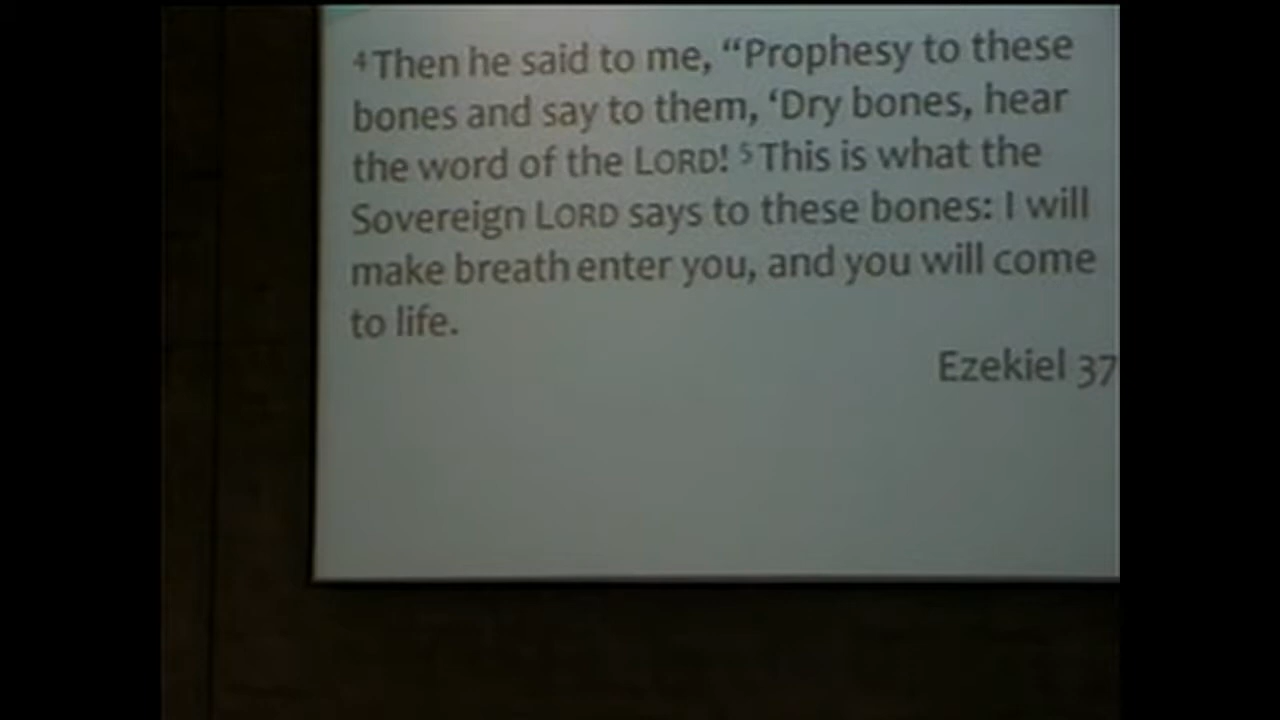 ⁴Then he said to me, “Prophesy to these
bones and say to them, ‘Dry bones, hear
the word of the LORD! ⁵This is what the
Sovereign LORD says to these bones: I will
make breath enter you, and you will come
to life.
Ezekiel 37